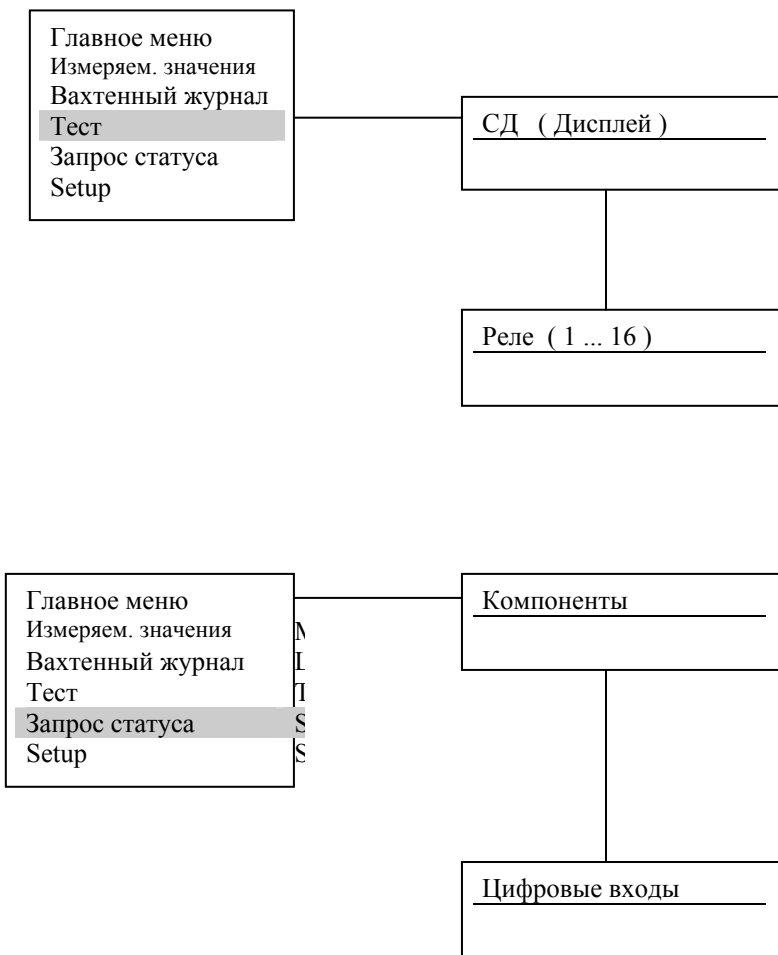 Главное меню
Измеряем. значения
Вахтенный журнал
Тест
Запрос статуса
Setup
СД ( Дисплей )
Реле ( 1 ... 16 )
Главное меню
Измеряем. значения
Вахтенный журнал
Тест
Запрос статуса
Setup
Компоненты
Цифровые входы